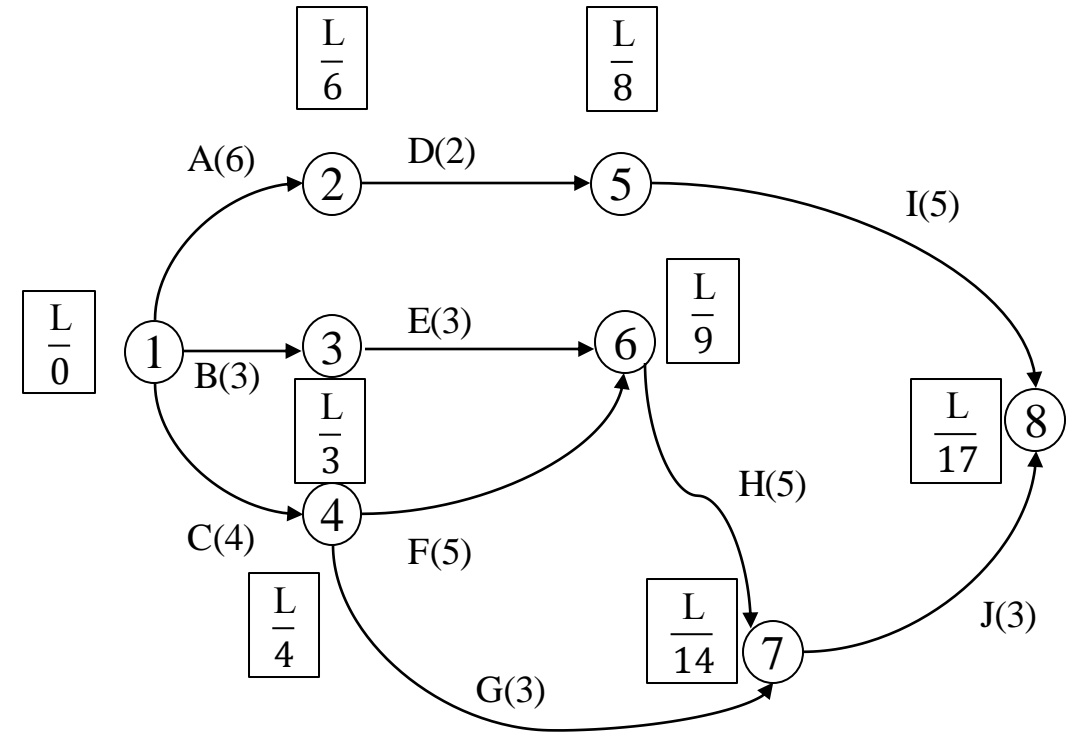 L
6
L
8
A(6)
D(2)
2
5
I(5)
L
0
1
B(3)
3
E(3)
6
L
9
L
3
L
17
8
C(4)
4
F(5)
H(5)
L
4
L
14
7
J(3)
G(3)